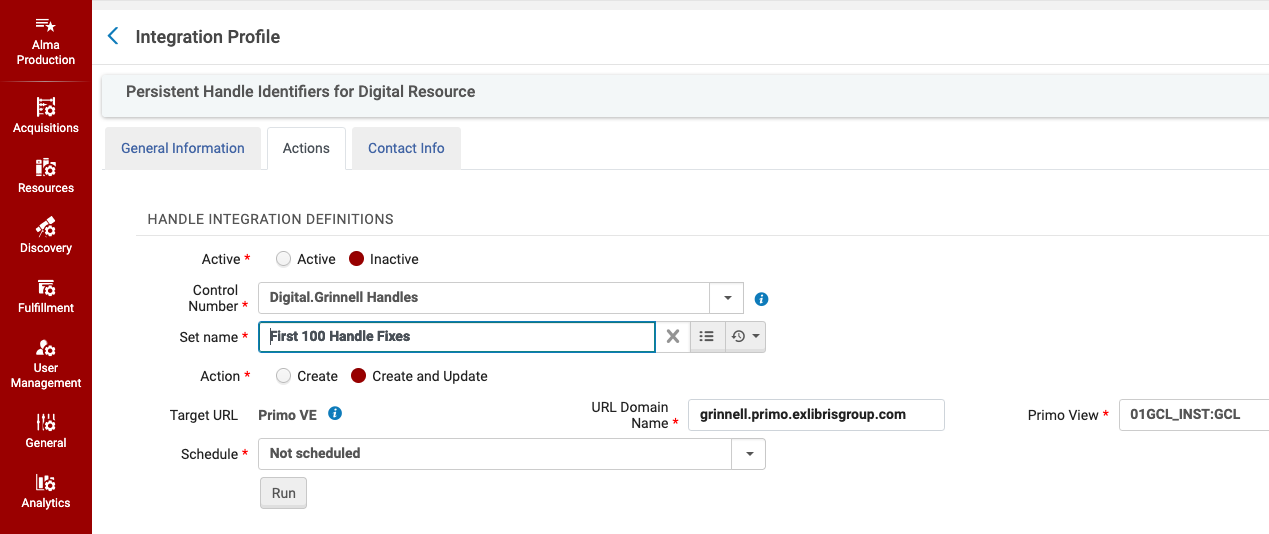 Alma
Production
Acquisitions
Resources
Discovery
Fulfillment
User
Management
General
Analytics
Integration Profile
Persistent Handle Identifiers for Digital Resource
General Information Actions Contact Info
HANDLE INTEGRATION DEFINITIONS
Active * Active Inactive
Control
Number * Digital.Grinnell Handles
Set name * First 100 Handle Fixes
Action * Create Create and Update
Target URL Primo VE URL Domain
Name * grinnell.primo.exlibrisgroup.com Primo View * 01GCL_INST:GCL
Schedule * Not scheduled
Run